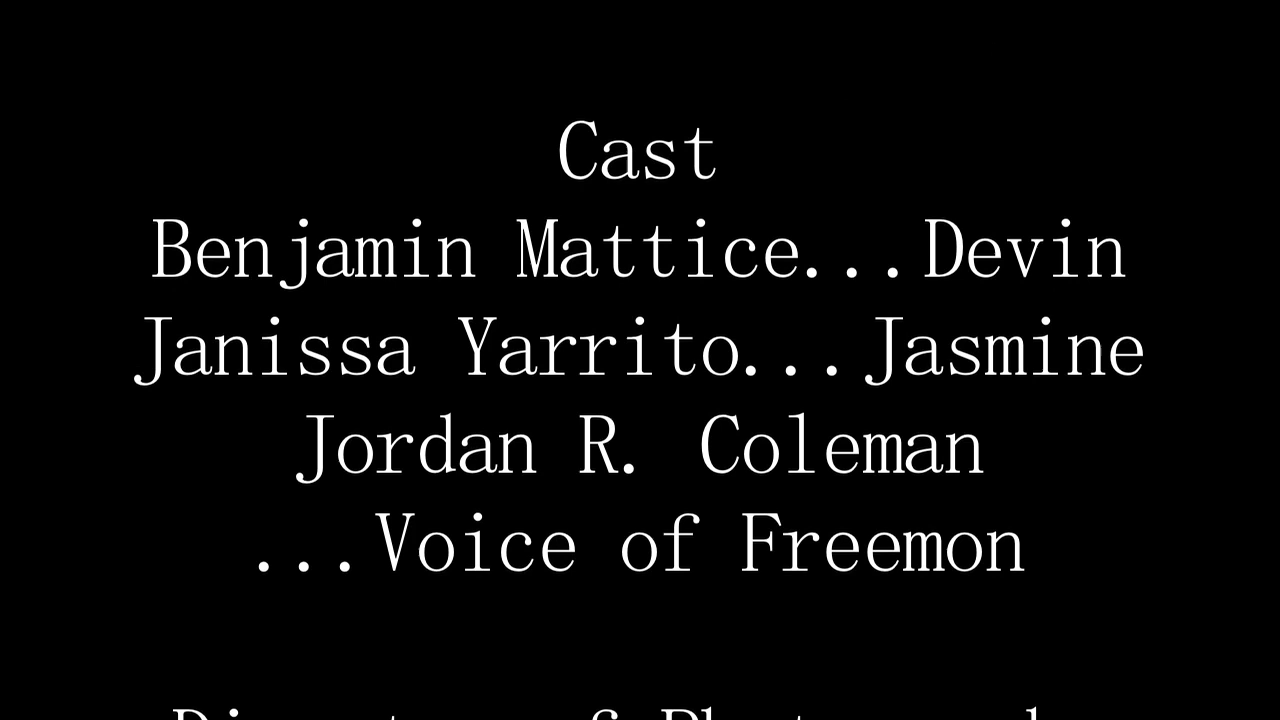 Cast
Benjamin Mattice...Devin
Janissa Yarrito...Jasmine
Jordan R. Coleman
...Voice of Freemon